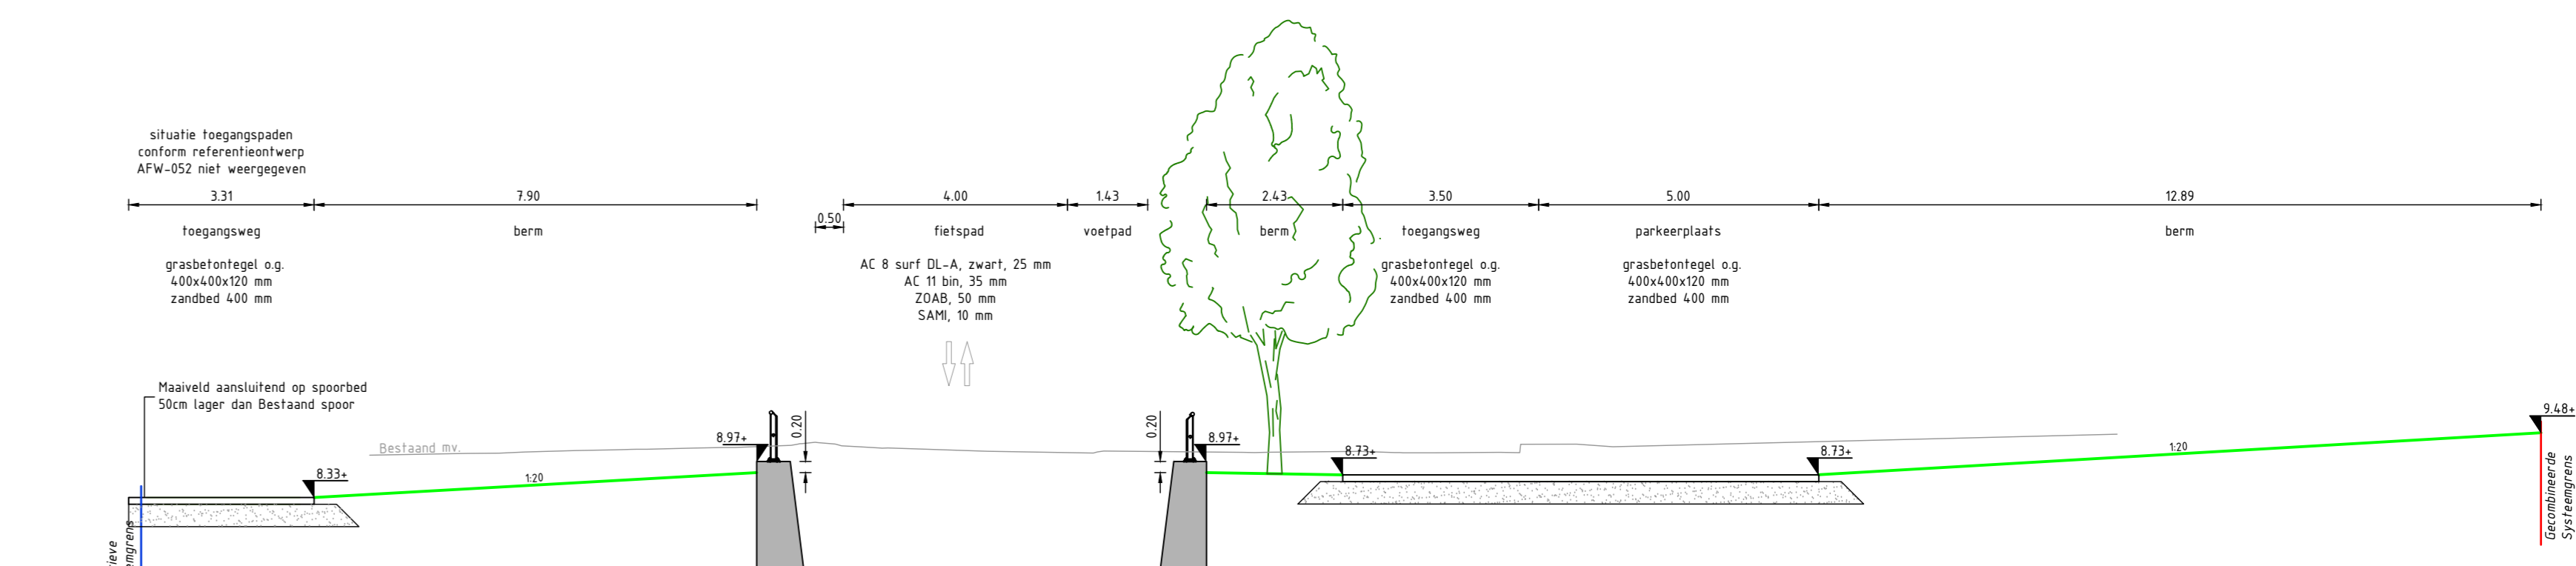 situatie toegangspaden
conform referentieontwerp
AFW-052 niet weergegeven
3.31
7.90
4.00
1.43
2.43
3.50
5.00
12.89
0.50
toegangsweg
berm
fietspad
voetpad
berm
toegangsweg
parkeerplaats
berm
grasbetontegel o.g.
400x400x120 mm
zandbed 400 mm
AC 8 surf DL-A, zwart, 25 mm
AC 11 bin, 35 mm
ZOAB, 50 mm
SAMI, 10 mm
grasbetontegel o.g.
400x400x120 mm
zandbed 400 mm
grasbetontegel o.g.
400x400x120 mm
zandbed 400 mm
Maaiveld aansluitend op spoorbed
50cm lager dan Bestaand spoor
Bestaand mv.
8.33+
1:20
8.97+
0.20
0.20
8.97+
8.73+
8.73+
1:20
9.48+
ieve
emgrens
Gecombineerde
Systeemgrens